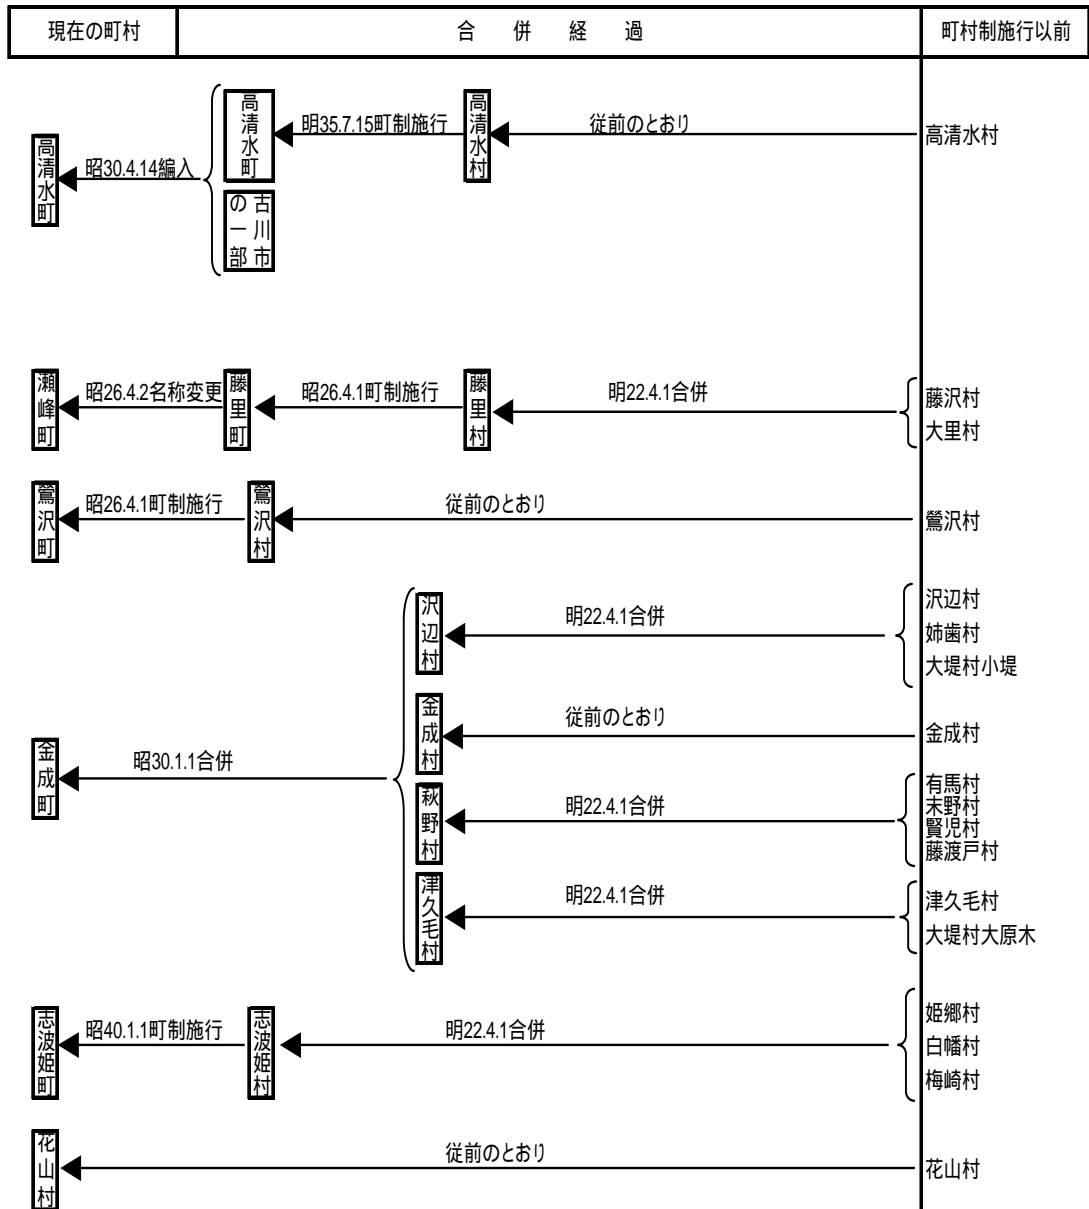 現在の町村
合併経過
町村制施行以前
高清水町
昭30.4.14編入
高清水町
明35.7.15町制施行
高清水村
従前のとおり
高清水村
古川市
の一部
瀬峰町
昭26.4.2名称変更
藤里町
昭26.4.1町制施行
藤里村
明22.4.1合併
藤沢村
大里村
鶯沢町
昭26.4.1町制施行
鶯沢村
従前のとおり
鶯沢村
金成町
昭30.1.1合併
沢辺村
明22.4.1合併
沢辺村
姉歯村
大堤村小堤
金成村
従前のとおり
金成村
萩野村
明22.4.1合併
有馬村
末野村
賢児村
藤渡戸村
津久毛村
明22.4.1合併
津久毛村
大堤村大原木
志波姫町
昭40.1.1町制施行
志波姫村
明22.4.1合併
姫郷村
白幡村
梅崎村
花山村
従前のとおり
花山村